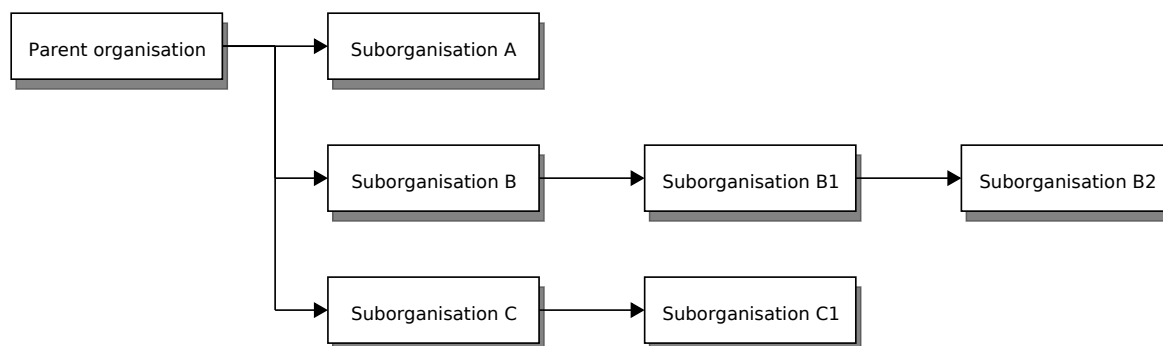 Parent organisation
Suborganisation A
Suborganisation B
Suborganisation B1
Suborganisation B2
Suborganisation C
Suborganisation C1